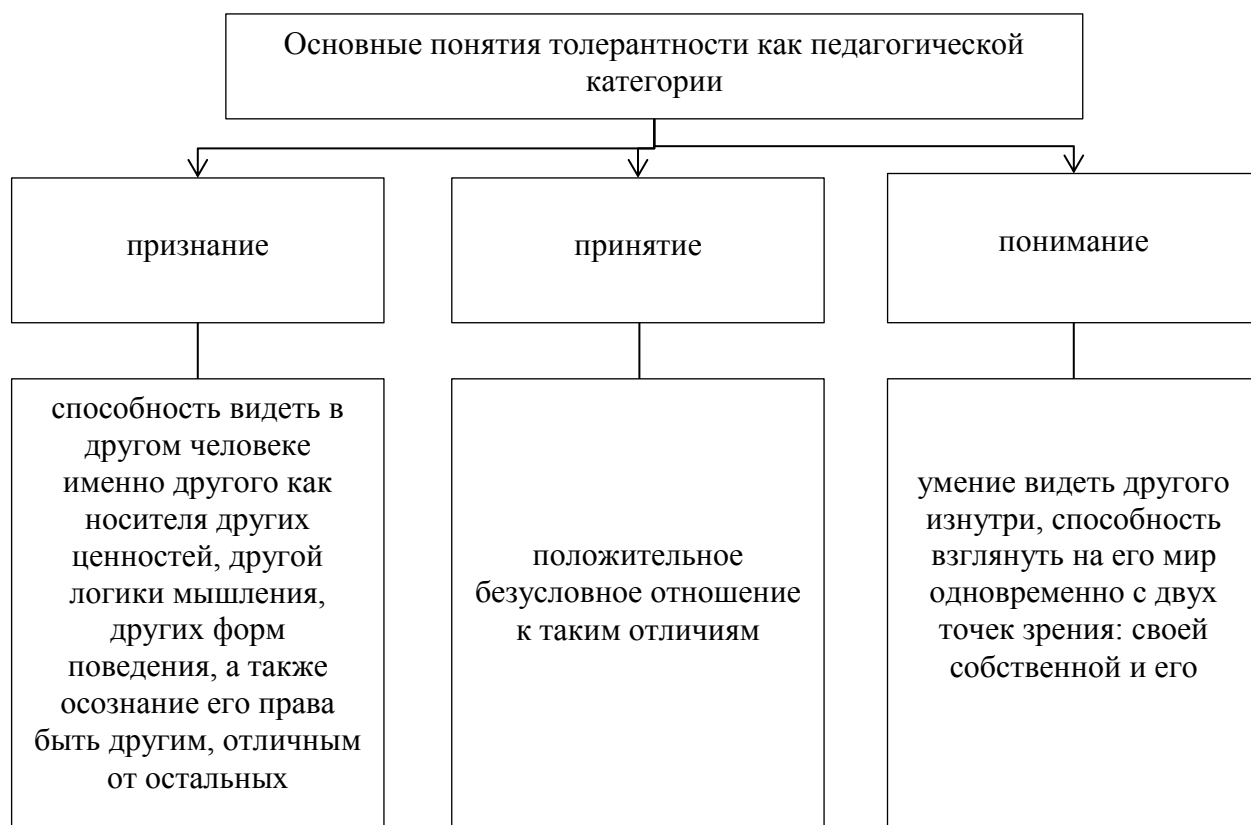 Основные понятия толерантности как педагогической
категории
признание
принятие
понимание
способность видеть в
другом человеке
именно другого как
носителя других
ценностей, другой
логики мышления,
других форм
поведения, а также
осознание его права
быть другим, отличным
от остальных
положительное
безусловное отношение
к таким отличиям
умение видеть другого
изнутри, способность
взглянуть на его мир
одновременно с двух
точек зрения: своей
собственной и его